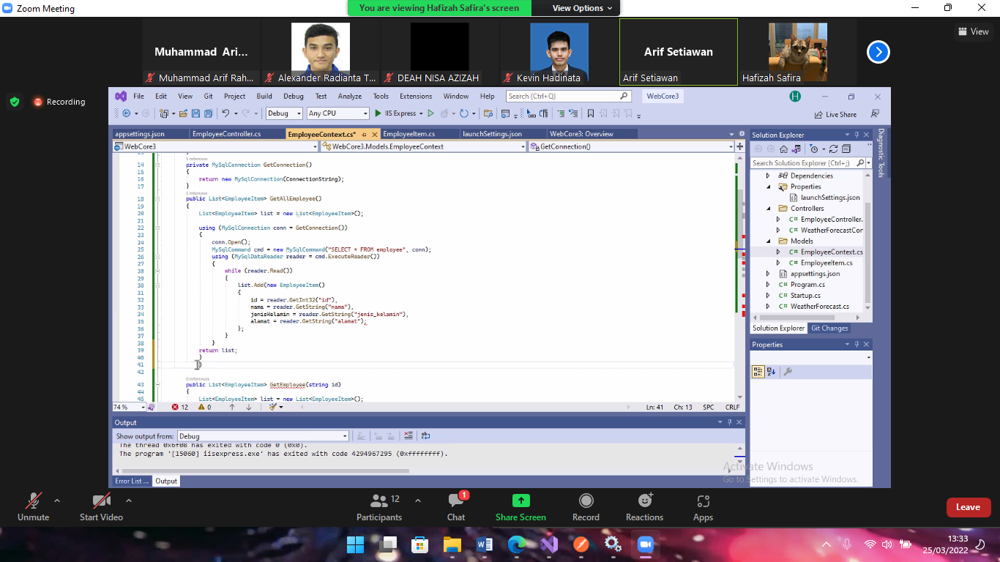 Zoom Meeting
You are viewing Hafizah Safira's screen
View Options
Muhammad Ari...
Arif Setiawan
View
Muhammad Arif Rah...
Alexander Radianta T...
DEAH NISA AZIZAH
Kevin Hadinata
Arif Setiawan
Hafizah Safira
Recording
File Edit View Git Project Build Debug Test Analyze Tools Extensions Window Help Search (Ctrl+Q) WebCore3 H
Debug Any CPU IIS Express Live Share
appsettings.json EmployeeController.cs EmployeeContext.cs* EmployeeItem.cs launchSettings.json WebCore3: Overview
WebCore3 WebCore3.Models.EmployeeContext GetConnection()
1 reference
14 private MySqlConnection GetConnection()
15 {
16 return new MySqlConnection(ConnectionString);
17 }
1 reference
18 public List<EmployeeItem> GetAllEmployee()
19 {
20 List<EmployeeItem> list = new List<EmployeeItem>();
21
22 using (MySqlConnection conn = GetConnection())
23 {
24 conn.Open();
25 MySqlCommand cmd = new MySqlCommand("SELECT * FROM employee", conn);
26 using (MySqlDataReader reader = cmd.ExecuteReader())
27 {
28 while (reader.Read())
29 {
30 list.Add(new EmployeeItem()
31 {
32 id = reader.GetInt32("id"),
33 nama = reader.GetString("nama"),
34 jenisKelamin = reader.GetString("jenis_kelamin"),
35 alamat = reader.GetString("alamat");
36 };
37 }
38 }
39 return list;
40 }
41 }
42
0 references
43 public List<EmployeeItem> GetEmployee(string id)
44 {
45 List<EmployeeItem> list = new List<EmployeeItem>();
74 % 12 0 Ln: 41 Ch: 13 SPC CRLF
Output
Show output from: Debug
The thread 0x6f08 has exited with code 0 (0x0).
The program '[15060] iisexpress.exe' has exited with code 4294967295 (0xffffffff).
Error List ... Output
Solution Explorer
Search Solution Explorer (Ctrl+;)
Dependencies
Properties
launchSettings.json
Controllers
C# EmployeeController.
C# WeatherForecastCor
Models
C# EmployeeContext.cs
C# EmployeeItem.cs
appsettings.json
C# Program.cs
C# Startup.cs
C# WeatherForecast.cs
Solution Explorer Git Changes
Properties
Diagnostic Tools
Activate Windows
Go to Settings to activate Windows.
Unmute
Start Video
12
Participants
1
Chat
Share Screen
Record
Reactions
Apps
Leave
13:33
25/03/2022